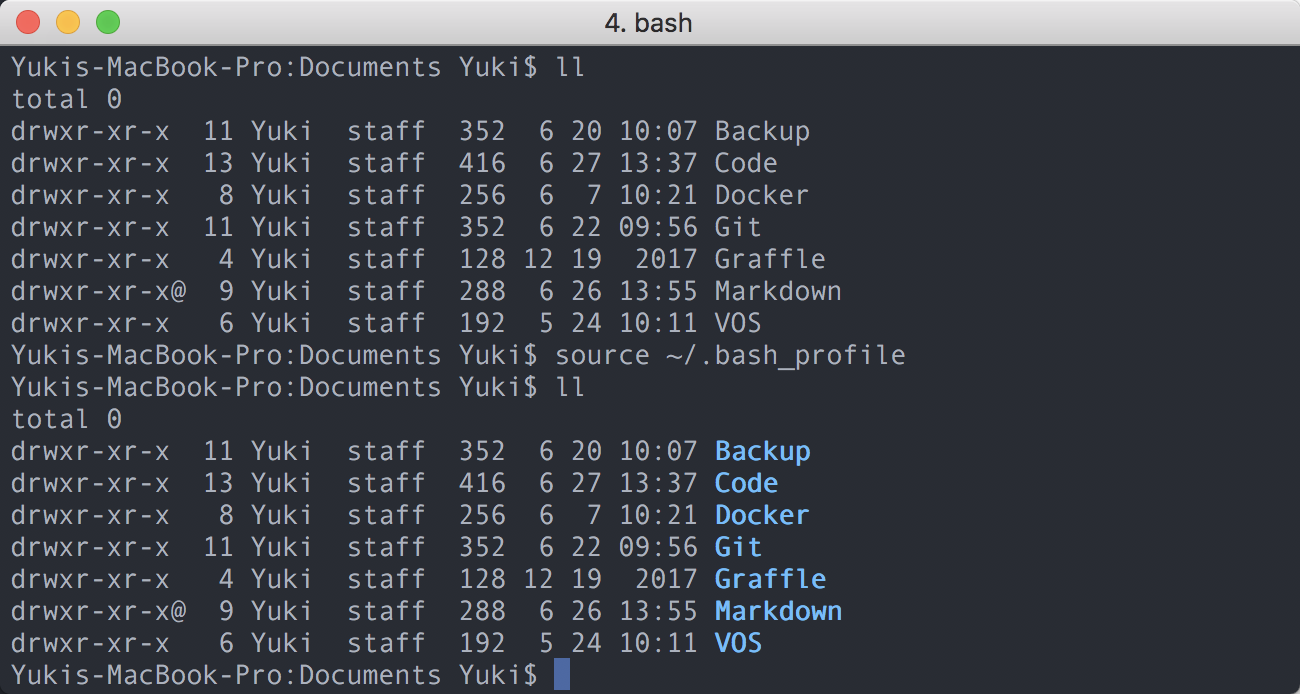 4. bash
Yukis-MacBook-Pro:Documents Yuki$ ll
total 0
drwxr-xr-x  11 Yuki  staff  352  6 20 10:07 Backup
drwxr-xr-x  13 Yuki  staff  416  6 27 13:37 Code
drwxr-xr-x   8 Yuki  staff  256  6  7 10:21 Docker
drwxr-xr-x  11 Yuki  staff  352  6 22 09:56 Git
drwxr-xr-x   4 Yuki  staff  128 12 19  2017 Graffle
drwxr-xr-x@  9 Yuki  staff  288  6 26 13:55 Markdown
drwxr-xr-x   6 Yuki  staff  192  5 24 10:11 VOS
Yukis-MacBook-Pro:Documents Yuki$ source ~/.bash_profile
Yukis-MacBook-Pro:Documents Yuki$ ll
total 0
drwxr-xr-x  11 Yuki  staff  352  6 20 10:07 Backup
drwxr-xr-x  13 Yuki  staff  416  6 27 13:37 Code
drwxr-xr-x   8 Yuki  staff  256  6  7 10:21 Docker
drwxr-xr-x  11 Yuki  staff  352  6 22 09:56 Git
drwxr-xr-x   4 Yuki  staff  128 12 19  2017 Graffle
drwxr-xr-x@  9 Yuki  staff  288  6 26 13:55 Markdown
drwxr-xr-x   6 Yuki  staff  192  5 24 10:11 VOS
Yukis-MacBook-Pro:Documents Yuki$